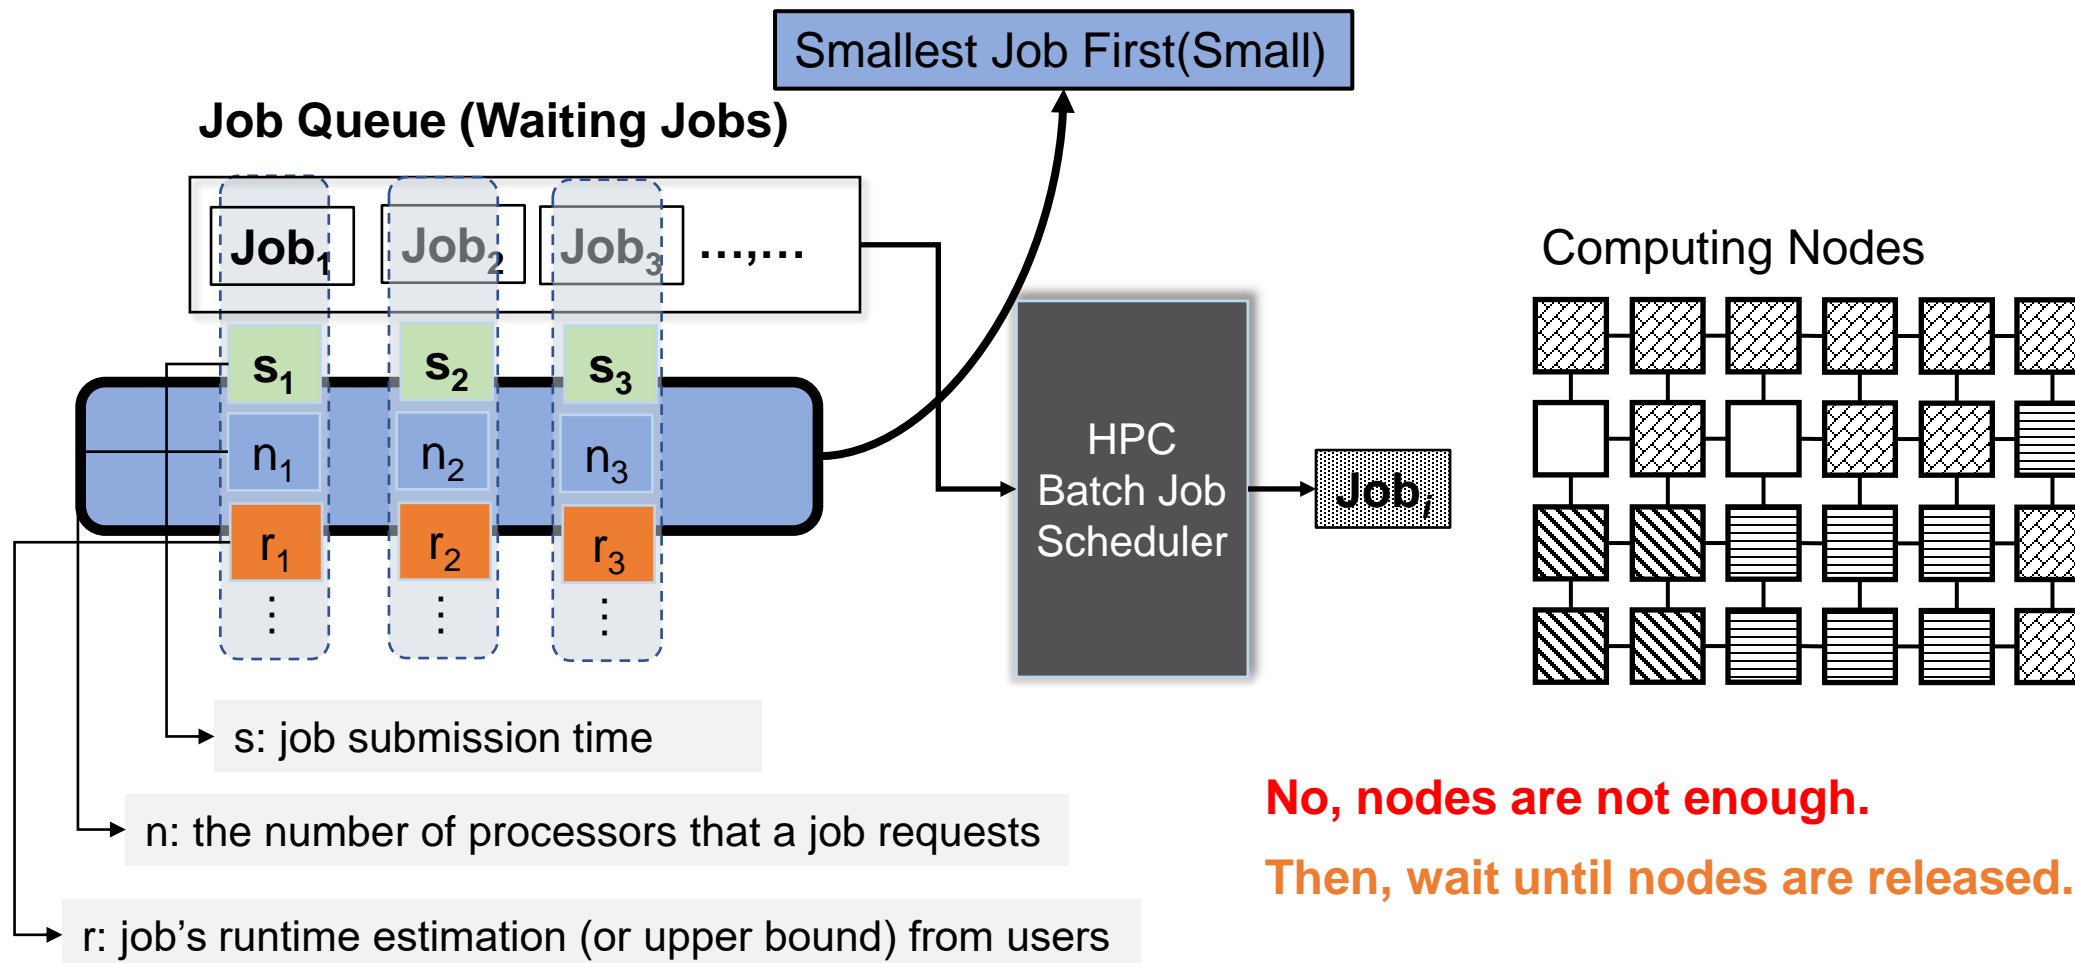 Smallest Job First(Small)
Job Queue (Waiting Jobs)
Job1 Job2 Job3 ...,...
s1 s2 s3
n1 n2 n3
r1 r2 r3
⋮ ⋮ ⋮
HPC
Batch Job
Scheduler
Jobi
Computing Nodes
s: job submission time
n: the number of processors that a job requests
r: job’s runtime estimation (or upper bound) from users
No, nodes are not enough.
Then, wait until nodes are released.